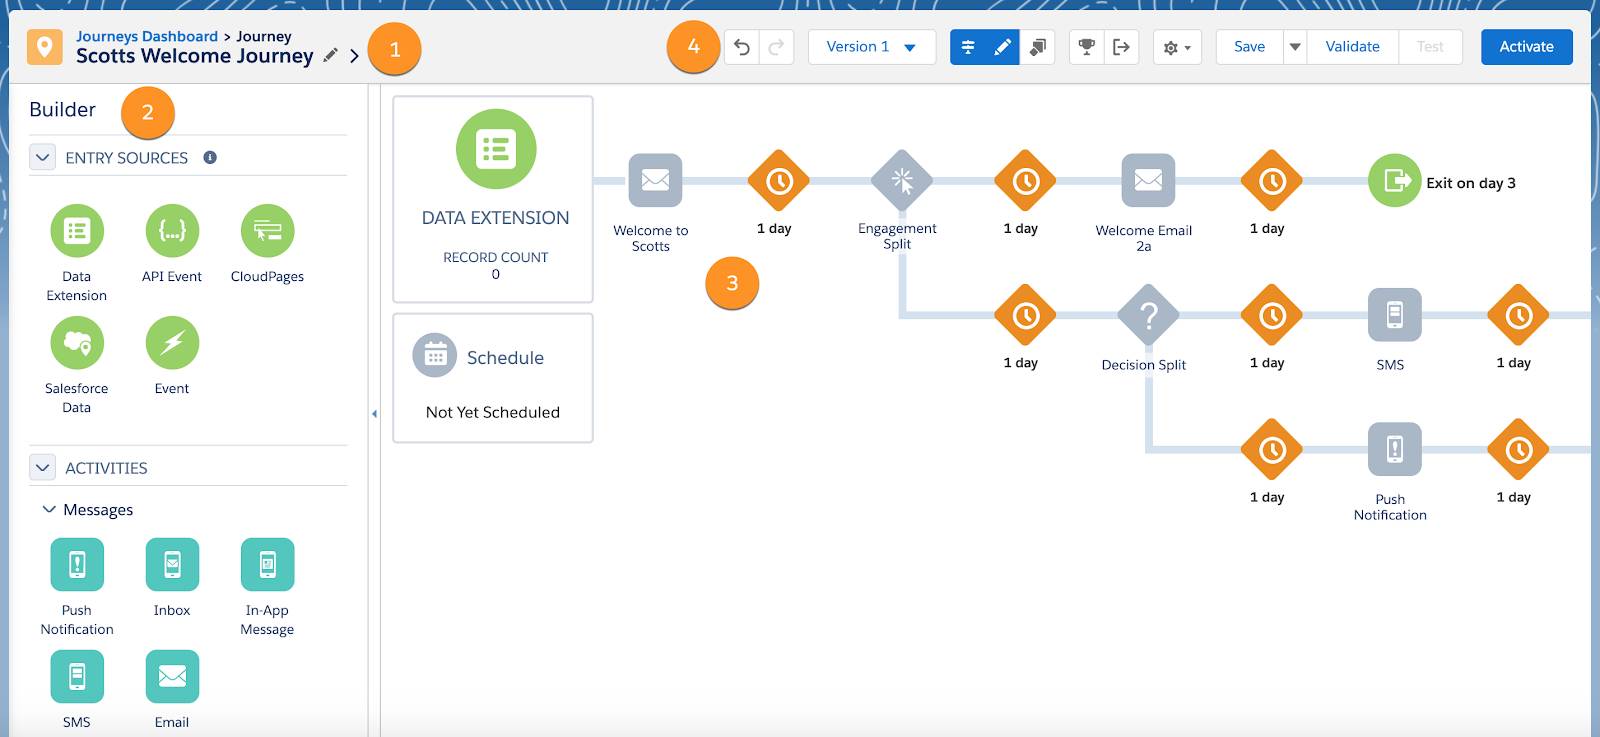 Journeys Dashboard > Journey
Scotts Welcome Journey
1
4
Version 1
Save
Validate
Test
Activate
Builder
2
ENTRY SOURCES
Data
Extension
API Event
CloudPages
Salesforce
Data
Event
ACTIVITIES
Messages
Push
Notification
Inbox
In-App
Message
SMS
Email
DATA EXTENSION
RECORD COUNT
0
Schedule
Not Yet Scheduled
Welcome to
Scotts
1 day
Engagement
Split
1 day
Welcome Email
2a
1 day
Exit on day 3
3
1 day
?
Decision Split
1 day
SMS
1 day
1 day
Push
Notification
1 day